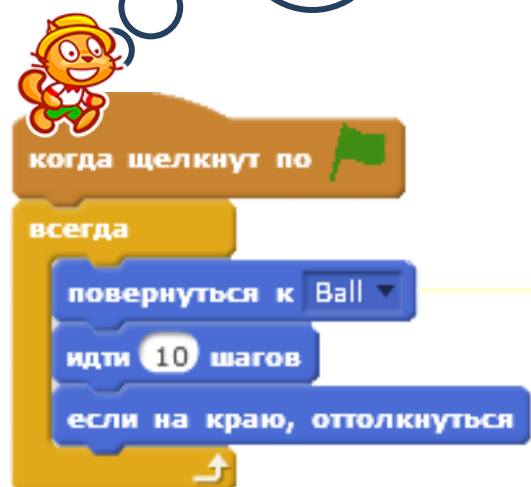 когда щелкнут по
всегда
повернуться к Ball
идти 10 шагов
если на краю, оттолкнуться